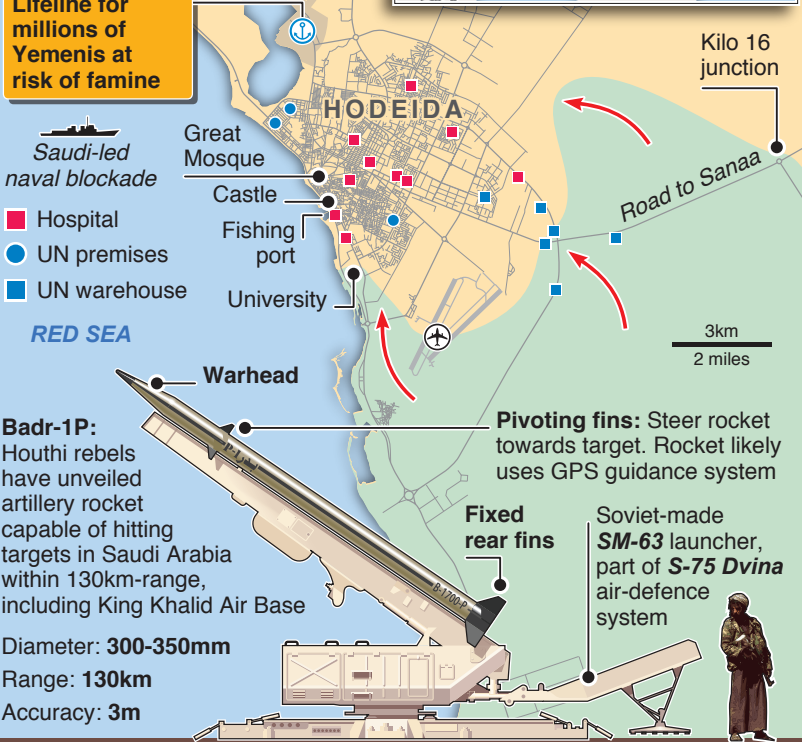 Lifeline for
millions of
Yemenis at
risk of famine
Kilo 16
junction
HODEIDA
Great
Mosque
Saudi-led
naval blockade
Castle
Road to Sanaa
Hospital
Fishing
port
UN premises
UN warehouse
University
RED SEA
3km
2 miles
Warhead
Badr-1P:
Houthi rebels
have unveiled
artillery rocket
capable of hitting
targets in Saudi Arabia
within 130km-range,
including King Khalid Air Base
Diameter: 300-350mm
Range: 130km
Accuracy: 3m
Pivoting fins: Steer rocket
towards target. Rocket likely
uses GPS guidance system
Fixed
rear fins
Soviet-made
SM-63 launcher,
part of S-75 Dvina
air-defence
system
B-1700-P